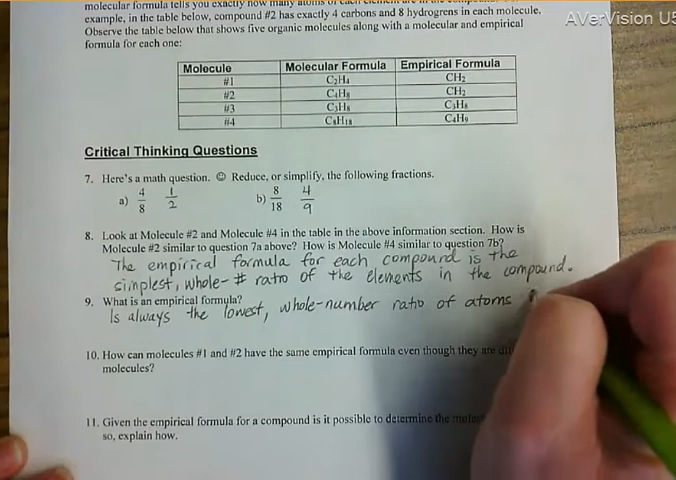 molecular formula tells you exactly how many atoms of each element are in the
example, in the table below, compound #2 has exactly 4 carbons and 8 hydrogrens in each molecule.
Observe the table below that shows five organic molecules along with a molecular and empirical
formula for each one:
AVerVision U5
Molecule Molecular Formula Empirical Formula
#1 C₂H₄ CH₂
#2 C₄H₈ CH₂
#3 C₃H₈ C₃H₈
#4 C₈H₁₈ C₄H₉
Critical Thinking Questions
7. Here's a math question. ☺ Reduce, or simplify, the following fractions.
a) 4/8 1/2 b) 8/18 4/9
8. Look at Molecule #2 and Molecule #4 in the table in the above information section. How is
Molecule #2 similar to question 7a above? How is Molecule #4 similar to question 7b?
The empirical formula for each compound is the
simplest, whole-# ratio of the elements in the compound.
9. What is an empirical formula?
Is always the lowest, whole-number ratio of atoms
10. How can molecules #1 and #2 have the same empirical formula even though they are
molecules?
11. Given the empirical formula for a compound is it possible to determine the
so, explain how.